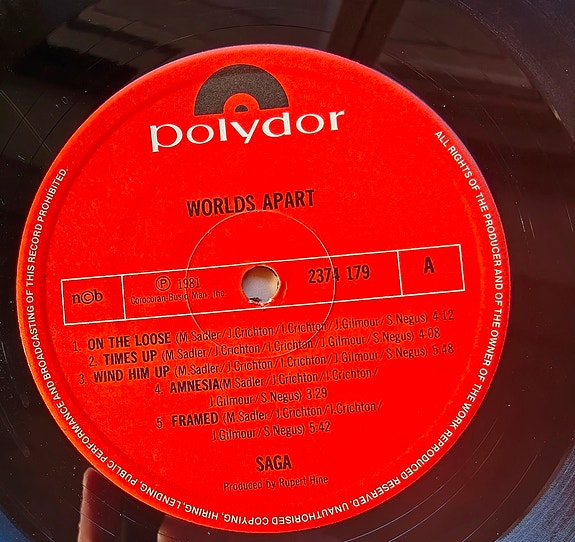 polydor
WORLDS APART
ncb
Ⓟ 1981
Corocoran-Busic Man. Inc.
2374 179
A
1. ON THE LOOSE (M.Sadler/J.Crichton/I.Crichton/J.Gilmour/S.Negus) 4·12
2. TIMES UP (M.Sadler/J.Crichton/I.Crichton/J.Gilmour/S.Negus) 4·08
3. WIND HIM UP (M.Sadler/J.Crichton/I.Crichton/J.Gilmour/S.Negus) 5·48
4. AMNESIA(M.Sadler/J.Crichton/I.Crichton/
J.Gilmour/S.Negus) 3.29
5. FRAMED (M.Sadler/J.Crichton/I.Crichton/
J.Gilmour/S.Negus) 5:42
SAGA
Produced by Rupert Hine
ALL RIGHTS OF THE PRODUCER AND OF THE OWNER OF THE WORK REPRODUCED RESERVED. UNAUTHORISED COPYING, HIRING, LENDING, PUBLIC PERFORMANCE AND BROADCASTING OF THIS RECORD PROHIBITED.